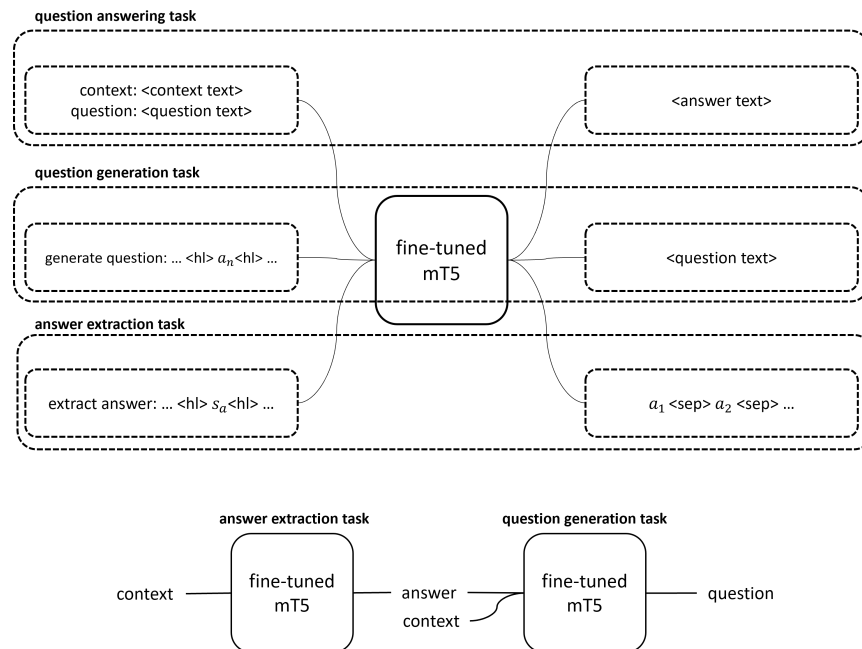 question answering task
context: <context text>
question: <question text>
<answer text>
question generation task
generate question: ... <hl> aₙ<hl> ...
fine-tuned
mT5
<question text>
answer extraction task
extract answer: ... <hl> sₐ<hl> ...
a₁ <sep> a₂ <sep> ...
answer extraction task
question generation task
context
fine-tuned
mT5
answer
context
fine-tuned
mT5
question